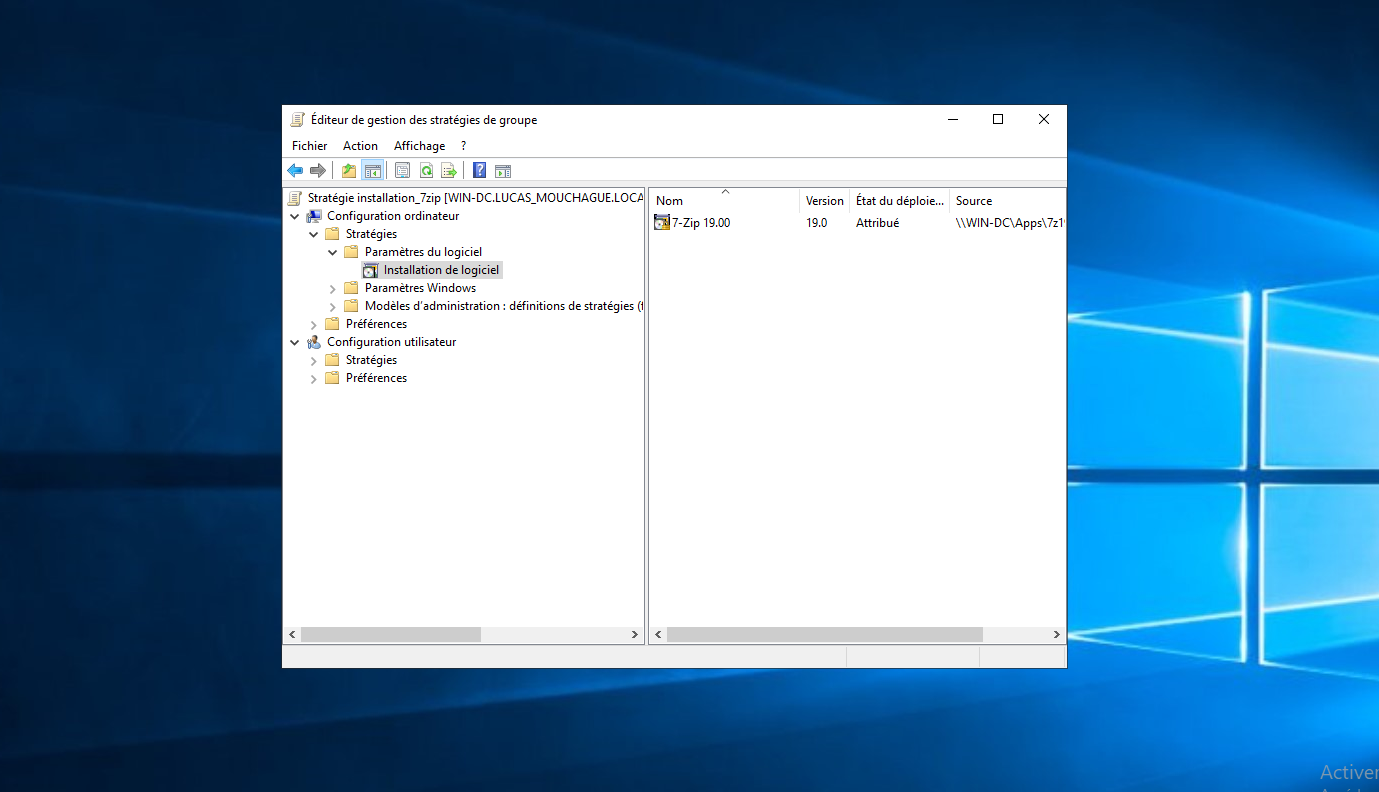 Éditeur de gestion des stratégies de groupe
Fichier Action Affichage ?
Stratégie installation_7zip [WIN-DC.LUCAS_MOUCHAGUE.LOCA
Configuration ordinateur
Stratégies
Paramètres du logiciel
Installation de logiciel
Paramètres Windows
Modèles d'administration : définitions de stratégies (f
Préférences
Configuration utilisateur
Stratégies
Préférences
Nom Version État du déploie... Source
7-Zip 19.00 19.0 Attribué \\WIN-DC\Apps\7z19
Activer